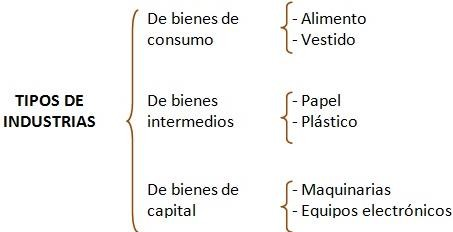 TIPOS DE
INDUSTRIAS
De bienes de
consumo
- Alimento
- Vestido
De bienes
intermedios
- Papel
- Plástico
De bienes de
capital
- Maquinarias
- Equipos electrónicos